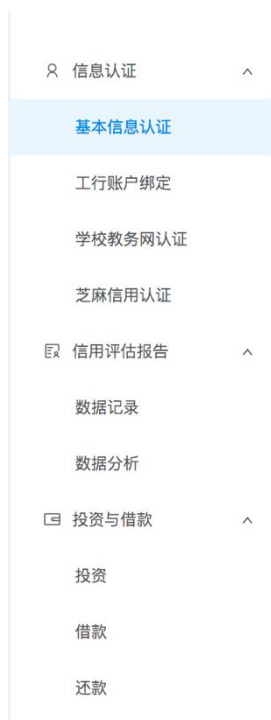 信息认证
基本信息认证
工行账户绑定
学校教务网认证
芝麻信用认证
信用评估报告
数据记录
数据分析
投资与借款
投资
借款
还款